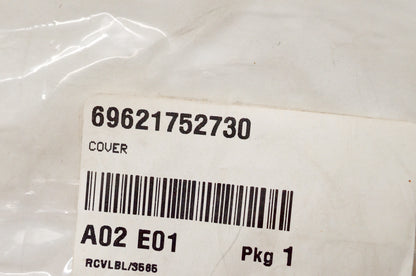 69621752730
COVER
A02 E01
Pkg 1
RCVLBL/3565